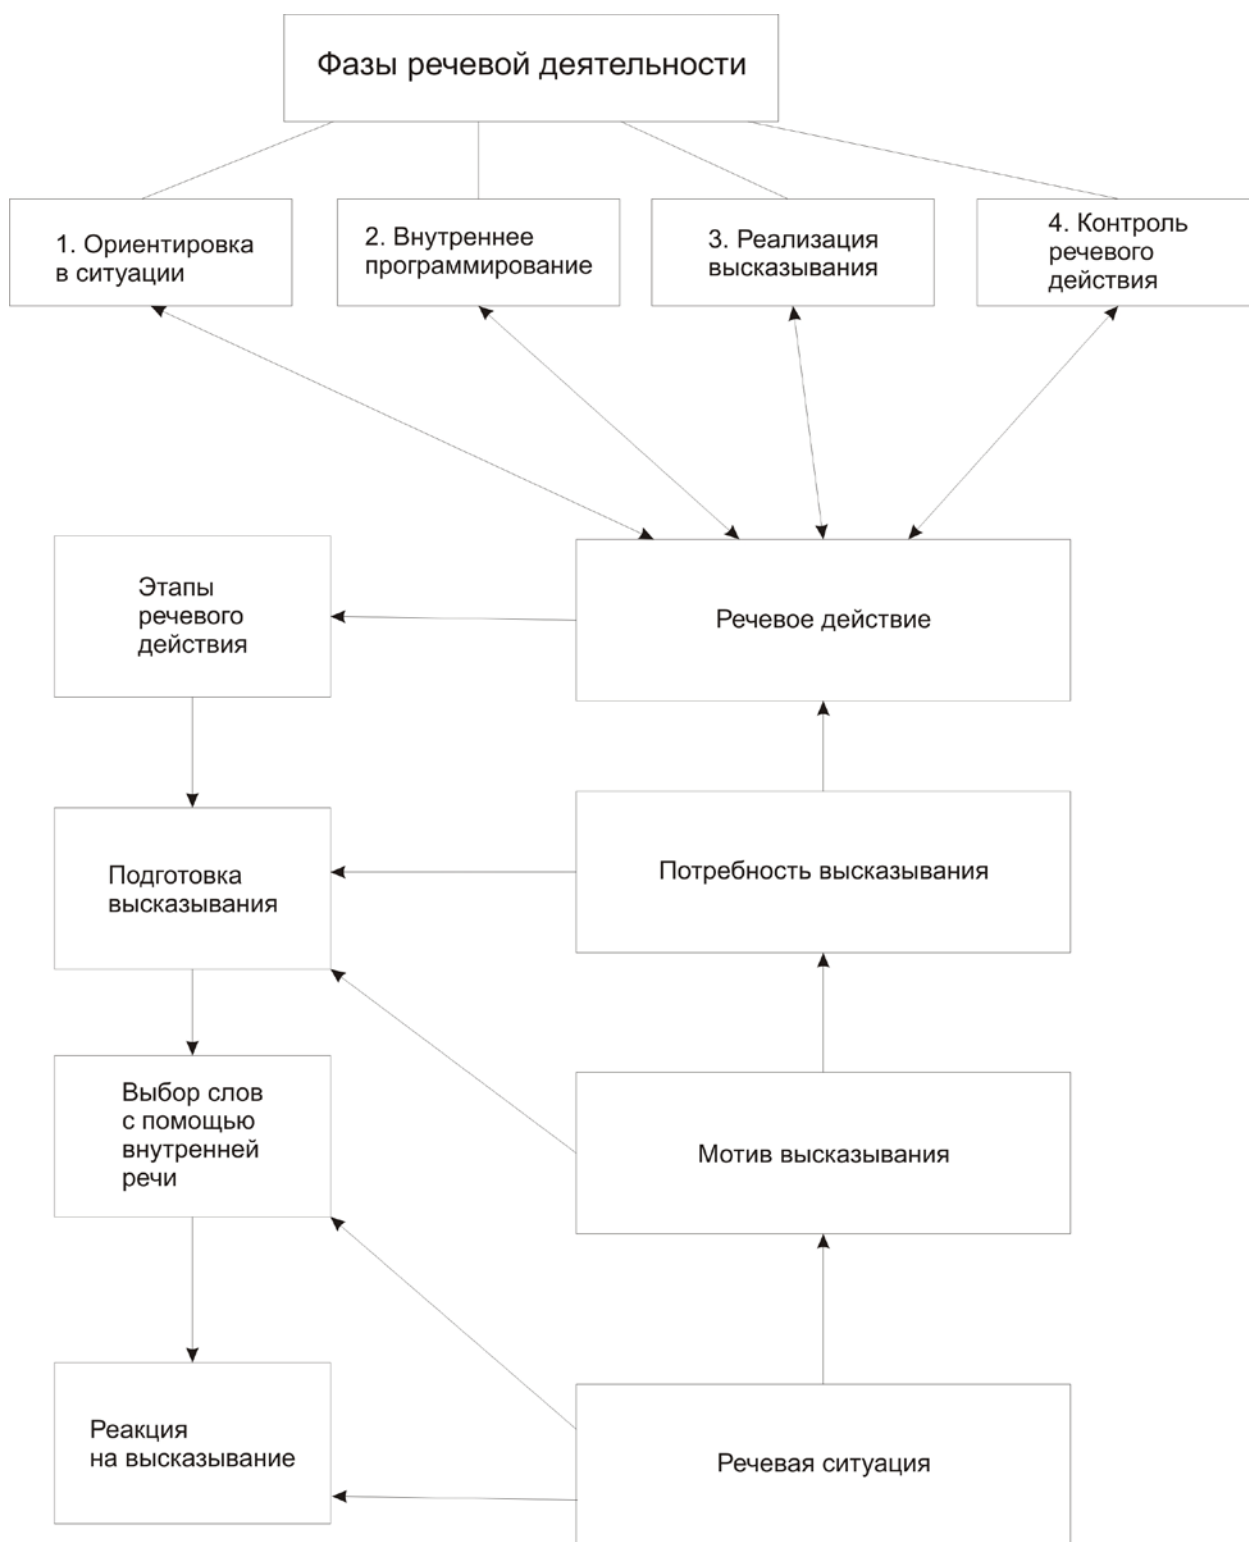 Фазы речевой деятельности
1. Ориентировка
в ситуации
2. Внутреннее
программирование
3. Реализация
высказывания
4. Контроль
речевого
действия
Этапы
речевого
действия
Речевое действие
Подготовка
высказывания
Потребность высказывания
Выбор слов
с помощью
внутренней
речи
Мотив высказывания
Реакция
на высказывание
Речевая ситуация